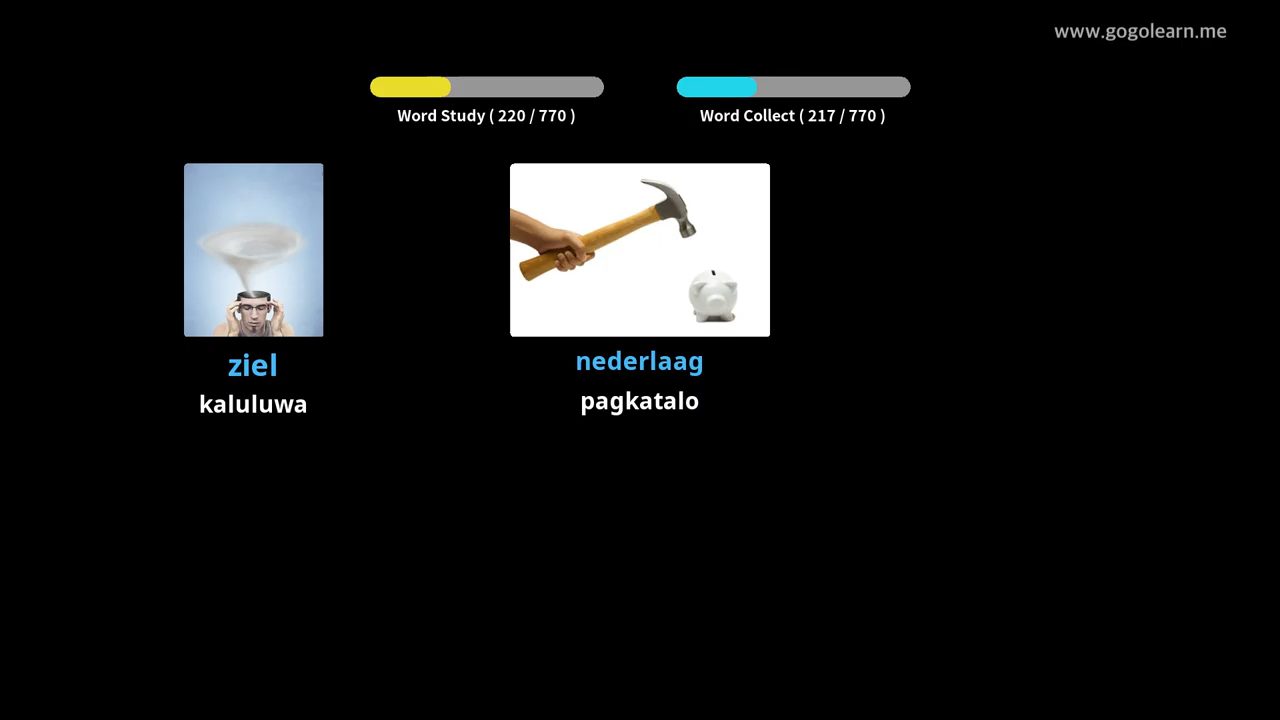 www.gogolearn.me
Word Study ( 220 / 770 )
Word Collect ( 217 / 770 )
ziel
kaluluwa
nederlaag
pagkatalo